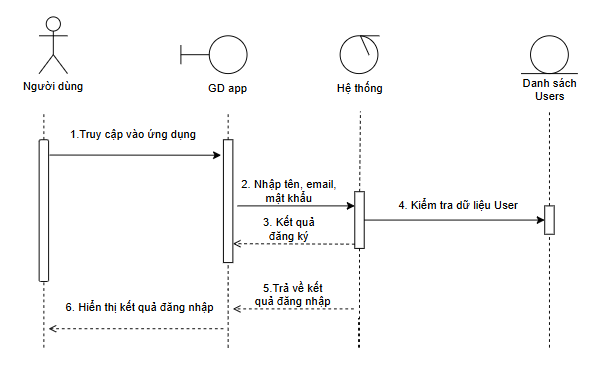 Người dùng
GD app
Hệ thống
Danh sách
Users
1.Truy cập vào ứng dụng
2. Nhập tên, email,
mật khẩu
4. Kiểm tra dữ liệu User
3. Kết quả
đăng ký
5.Trả về kết
quả đăng nhập
6. Hiển thị kết quả đăng nhập